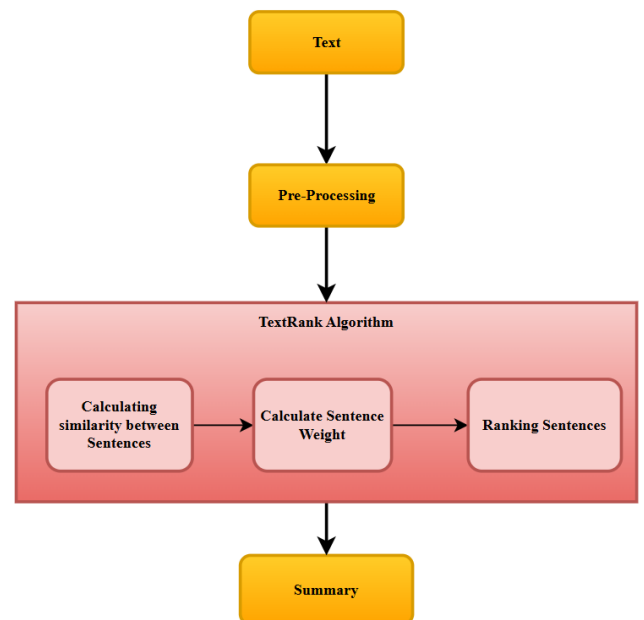 Text
Pre-Processing
TextRank Algorithm
Calculating
similarity between
Sentences
Calculate Sentence
Weight
Ranking Sentences
Summary